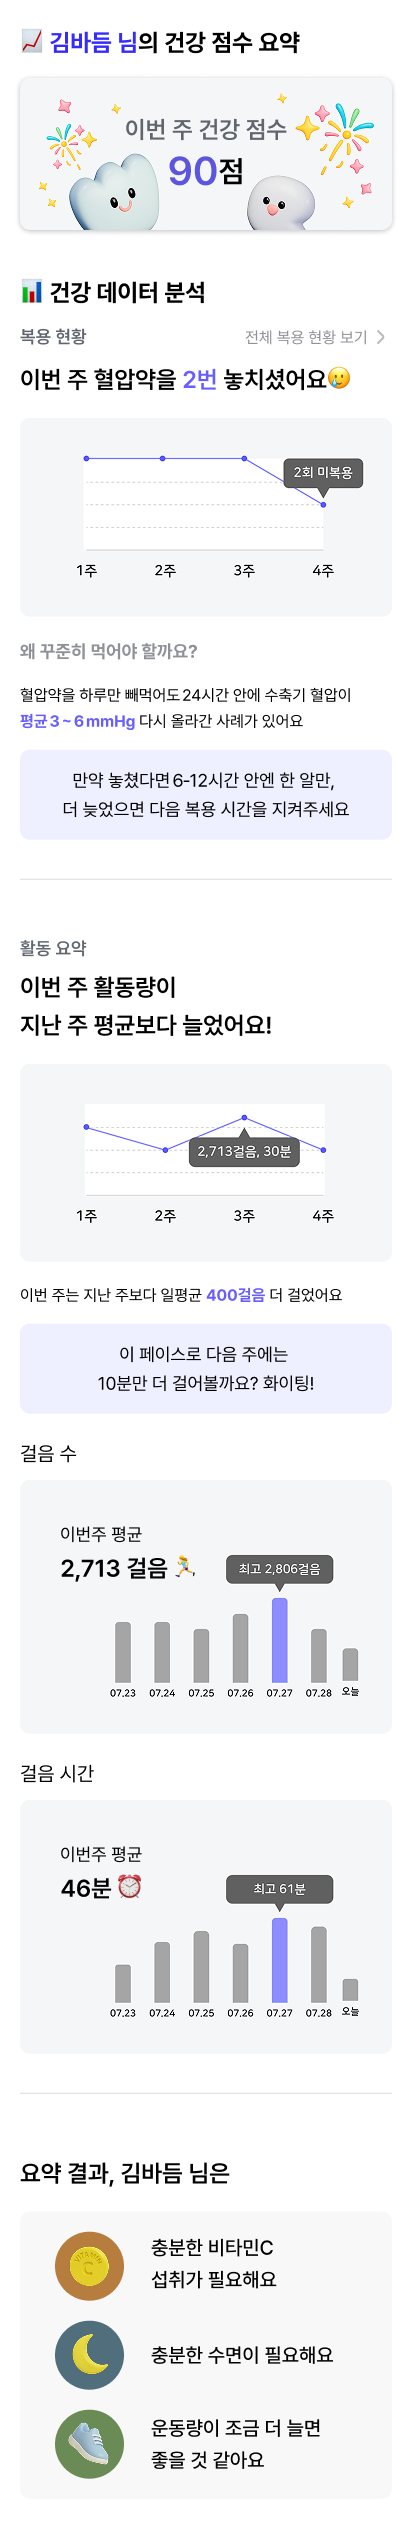 김바듬 님의 건강 점수 요약
이번 주 건강 점수
90점
건강 데이터 분석
복용 현황
전체 복용 현황 보기 >
이번 주 혈압약을 2번 놓치셨어요
2회 미복용
1주 2주 3주 4주
왜 꾸준히 먹어야 할까요?
혈압약을 하루만 빼먹어도 24시간 안에 수축기 혈압이
평균 3 ~ 6 mmHg 다시 올라간 사례가 있어요
만약 놓쳤다면 6-12시간 안엔 한 알만,
더 늦었으면 다음 복용 시간을 지켜주세요
활동 요약
이번 주 활동량이
지난 주 평균보다 늘었어요!
2,713걸음, 30분
1주 2주 3주 4주
이번 주는 지난 주보다 일평균 400걸음 더 걸었어요
이 페이스로 다음 주에는
10분만 더 걸어볼까요? 화이팅!
걸음 수
이번주 평균
2,713 걸음
최고 2,806걸음
07.23 07.24 07.25 07.26 07.27 07.28 오늘
걸음 시간
이번주 평균
46분
최고 61분
07.23 07.24 07.25 07.26 07.27 07.28 오늘
요약 결과, 김바듬 님은
VITAMIN
C
충분한 비타민C
섭취가 필요해요
충분한 수면이 필요해요
운동량이 조금 더 늘면
좋을 것 같아요